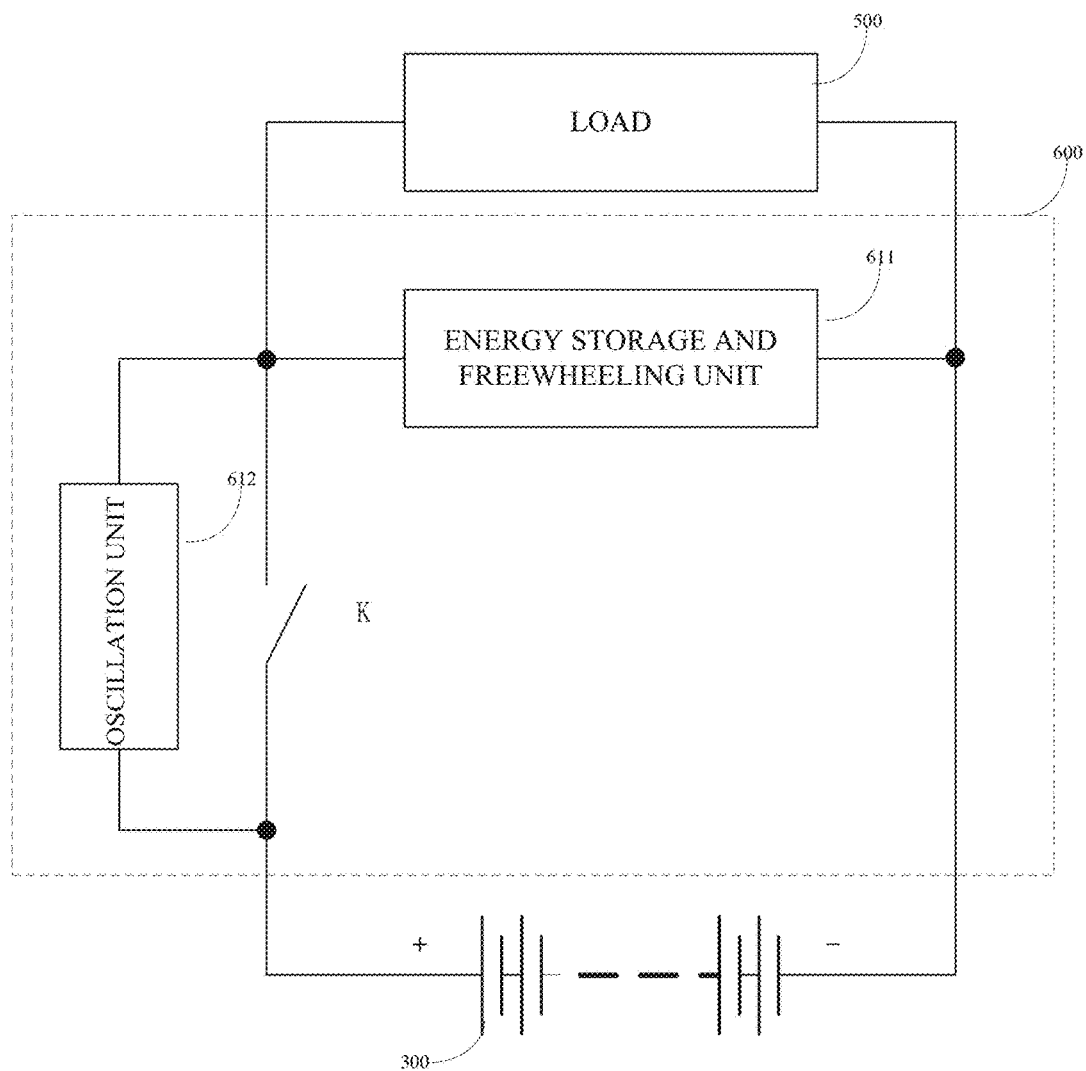 500
LOAD
600
611
ENERGY STORAGE AND
FREEWHEELING UNIT
612
OSCILLATION UNIT
K
+
−
300